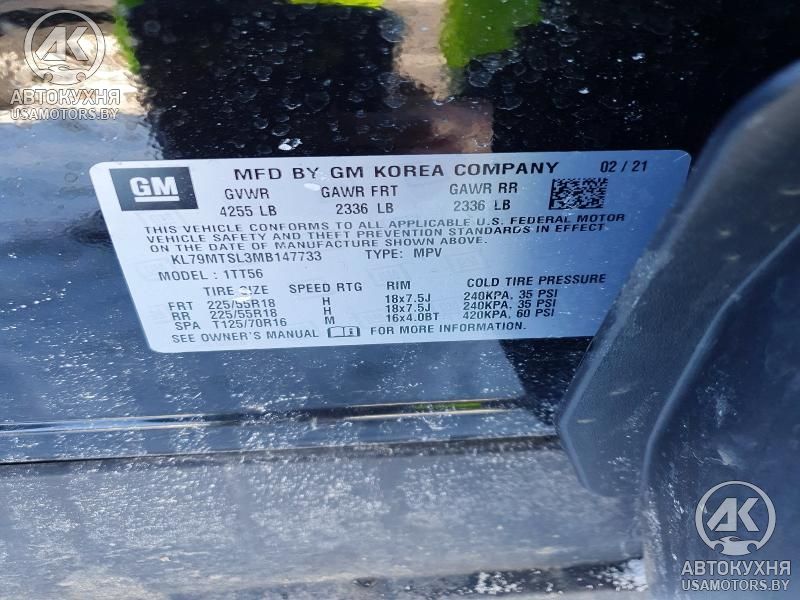 AK
АВТОКУХНЯ
USAMOTORS.BY
GM MFD BY GM KOREA COMPANY 02 / 21
GVWR GAWR FRT GAWR RR
4255 LB 2336 LB 2336 LB
THIS VEHICLE CONFORMS TO ALL APPLICABLE U.S. FEDERAL MOTOR
VEHICLE SAFETY AND THEFT PREVENTION STANDARDS IN EFFECT
ON THE DATE OF MANUFACTURE SHOWN ABOVE.
KL79MTSL3MB147733 TYPE: MPV
MODEL : 1TT56
TIRE SIZE SPEED RTG RIM COLD TIRE PRESSURE
FRT 225/55R18 H 18x7.5J 240KPA, 35 PSI
RR 225/55R18 H 18x7.5J 240KPA, 35 PSI
SPA T125/70R16 M 16x4.0BT 420KPA, 60 PSI
SEE OWNER'S MANUAL FOR MORE INFORMATION.
AK
АВТОКУХНЯ
USAMOTORS.BY